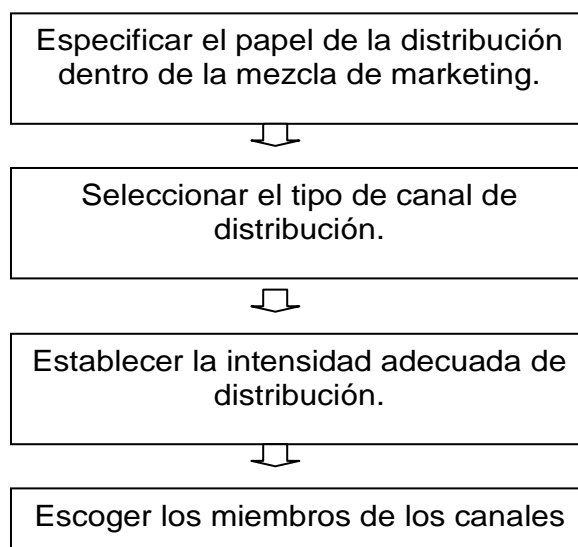 Especificar el papel de la distribución
dentro de la mezcla de marketing.
Seleccionar el tipo de canal de
distribución.
Establecer la intensidad adecuada de
distribución.
Escoger los miembros de los canales